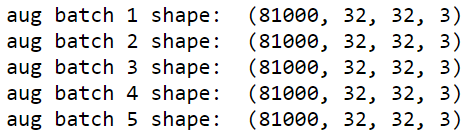 aug batch 1 shape:  (81000, 32, 32, 3)
aug batch 2 shape:  (81000, 32, 32, 3)
aug batch 3 shape:  (81000, 32, 32, 3)
aug batch 4 shape:  (81000, 32, 32, 3)
aug batch 5 shape:  (81000, 32, 32, 3)